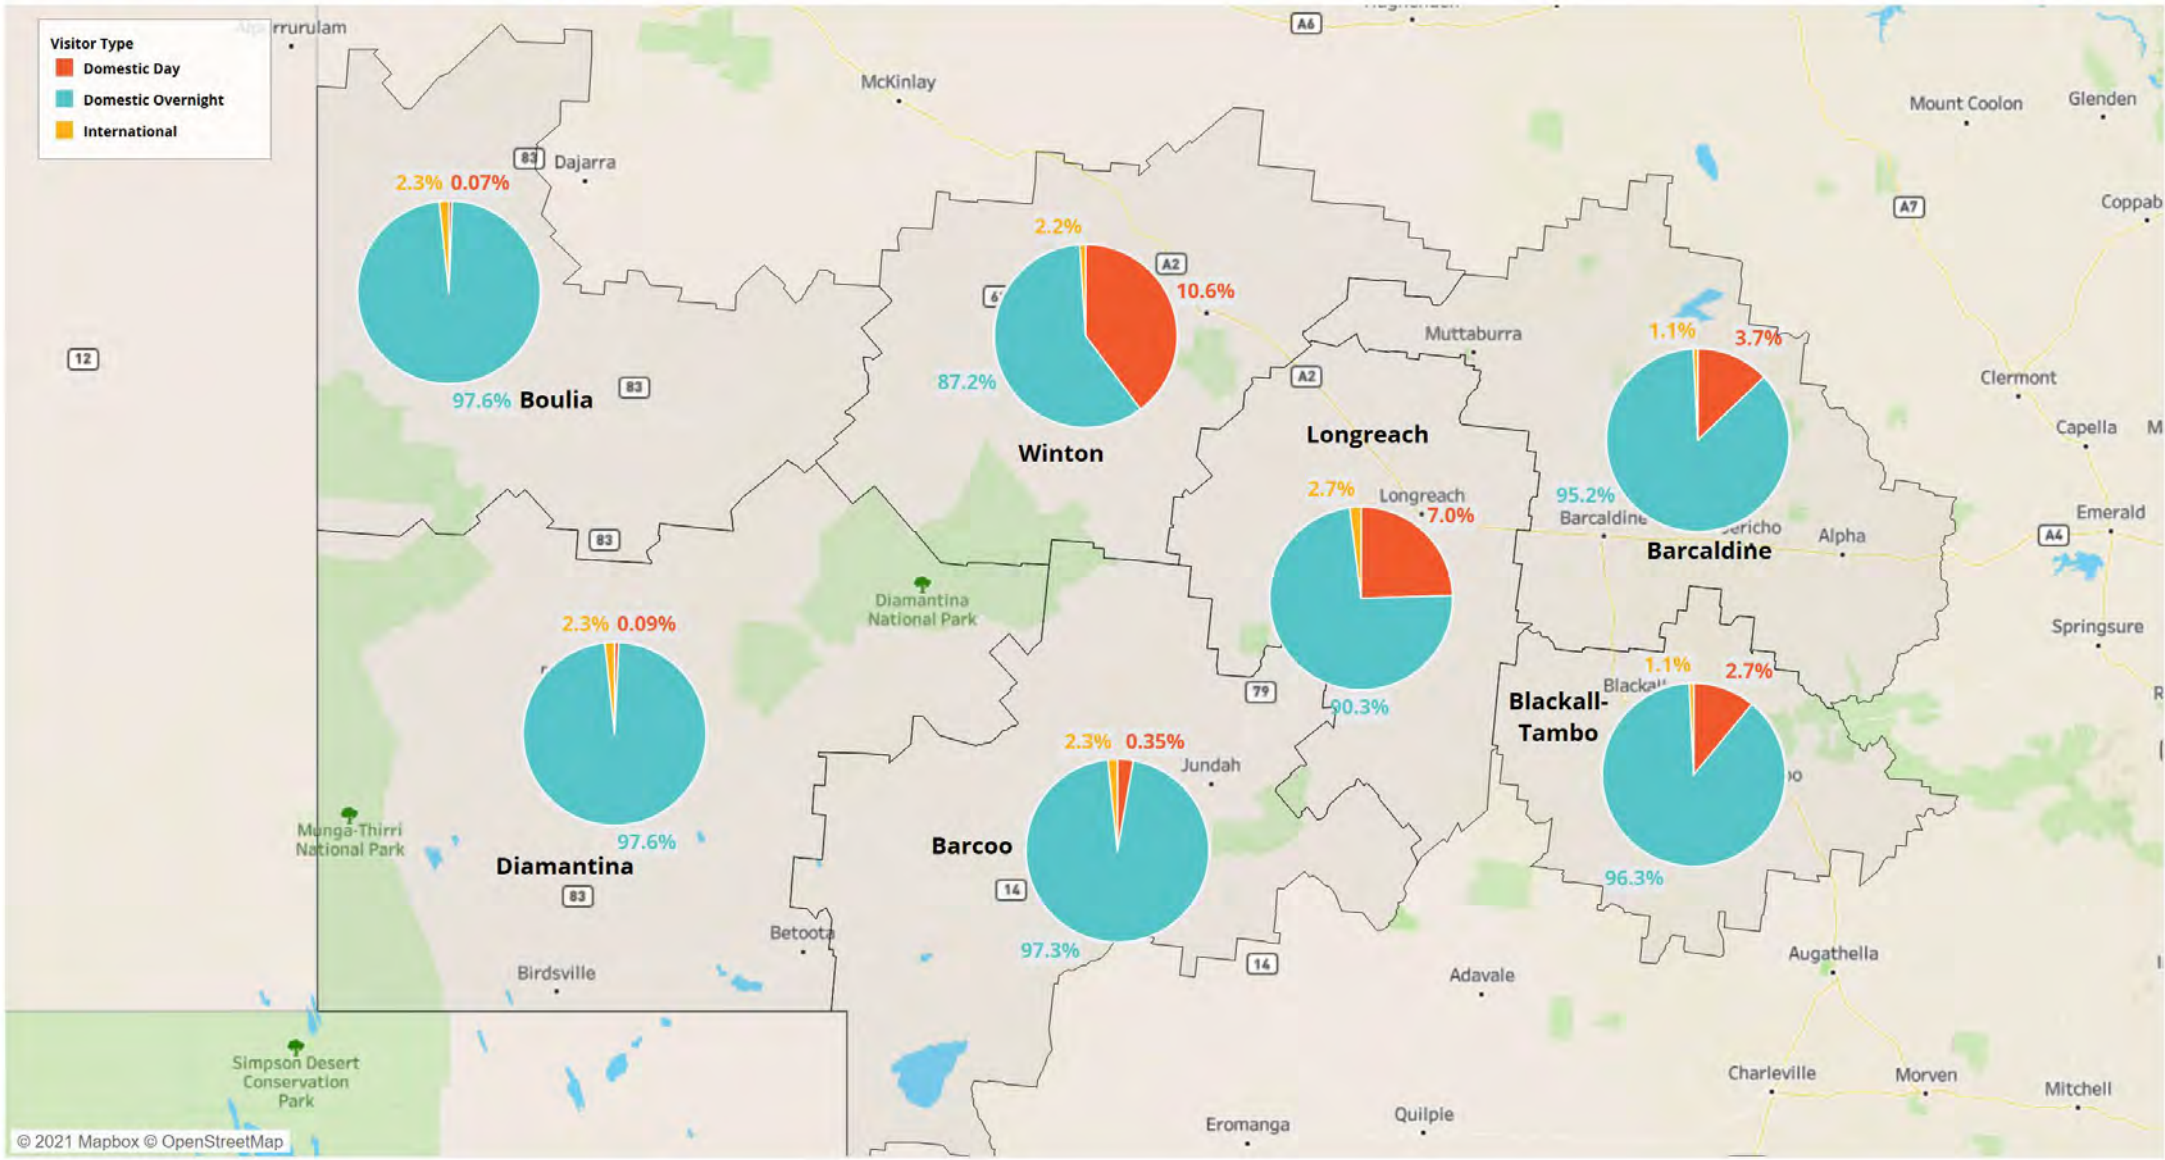 Visitor Type
Domestic Day
Domestic Overnight
International
rrurulam
A6
McKinlay
Mount Coolon
Glenden
83
Dajarra
2.3% 0.07%
A7
Coppab
2.2%
A2
10.6%
12
83
97.6% Boulia
87.2%
Winton
A2
Longreach
Muttaburra
1.1%
3.7%
Clermont
Capella
M
2.7%
Longreach
7.0%
95.2%
Barcaldine
Alpha
Barcaldine
Emerald
A4
83
Diamantina
National Park
2.3% 0.09%
Springsure
79
90.3%
1.1%
2.7%
Blackall-
Tambo
R
2.3% 0.35%
Jundah
Munga-Thirri
National Park
97.6%
Diamantina
83
Barcoo
14
96.3%
97.3%
Betoota
Birdsville
14
Adavale
Augathella
Simpson Desert
Conservation
Park
Charleville
Morven
Mitchell
Eromanga
Quilpie
© 2021 Mapbox © OpenStreetMap